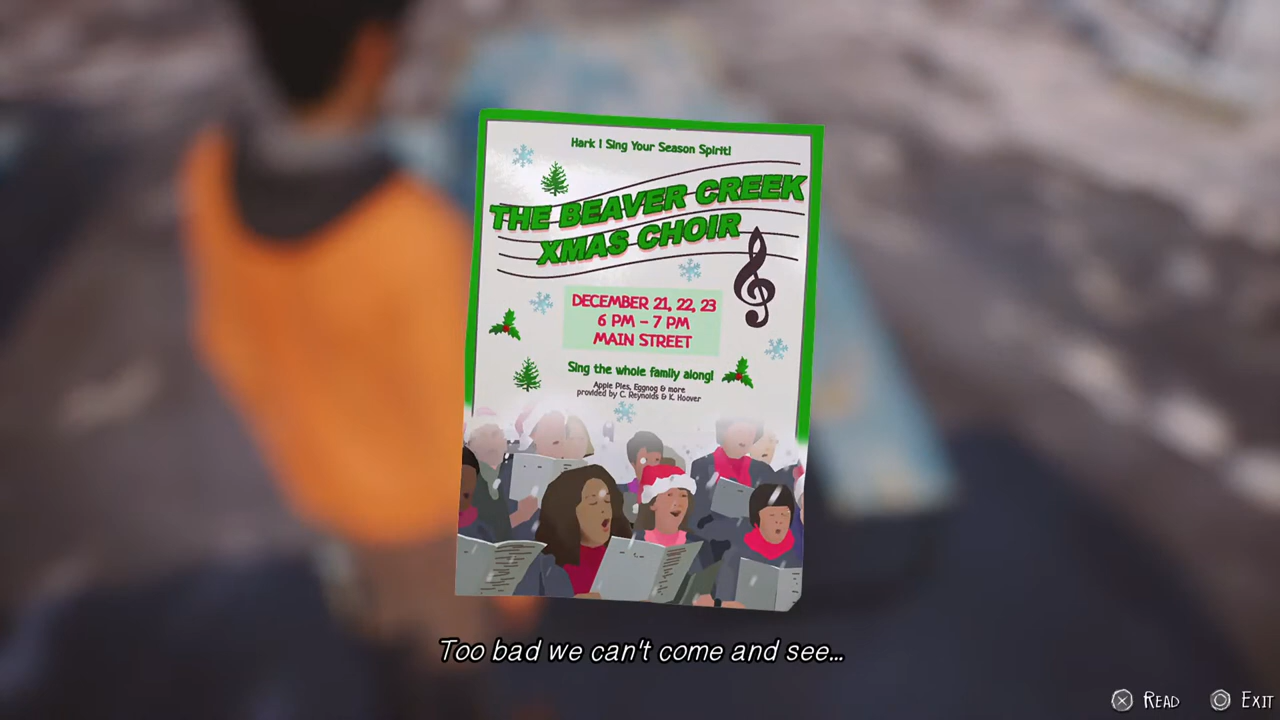 Hark ! Sing Your Season Spirit!
THE BEAVER CREEK
XMAS CHOIR
DECEMBER 21, 22, 23
6 PM – 7 PM
MAIN STREET
Sing the whole family along!
Apple Pies, Eggnog & more
provided by C. Reynolds & K. Hoover
Too bad we can't come and see...
READ
EXIT